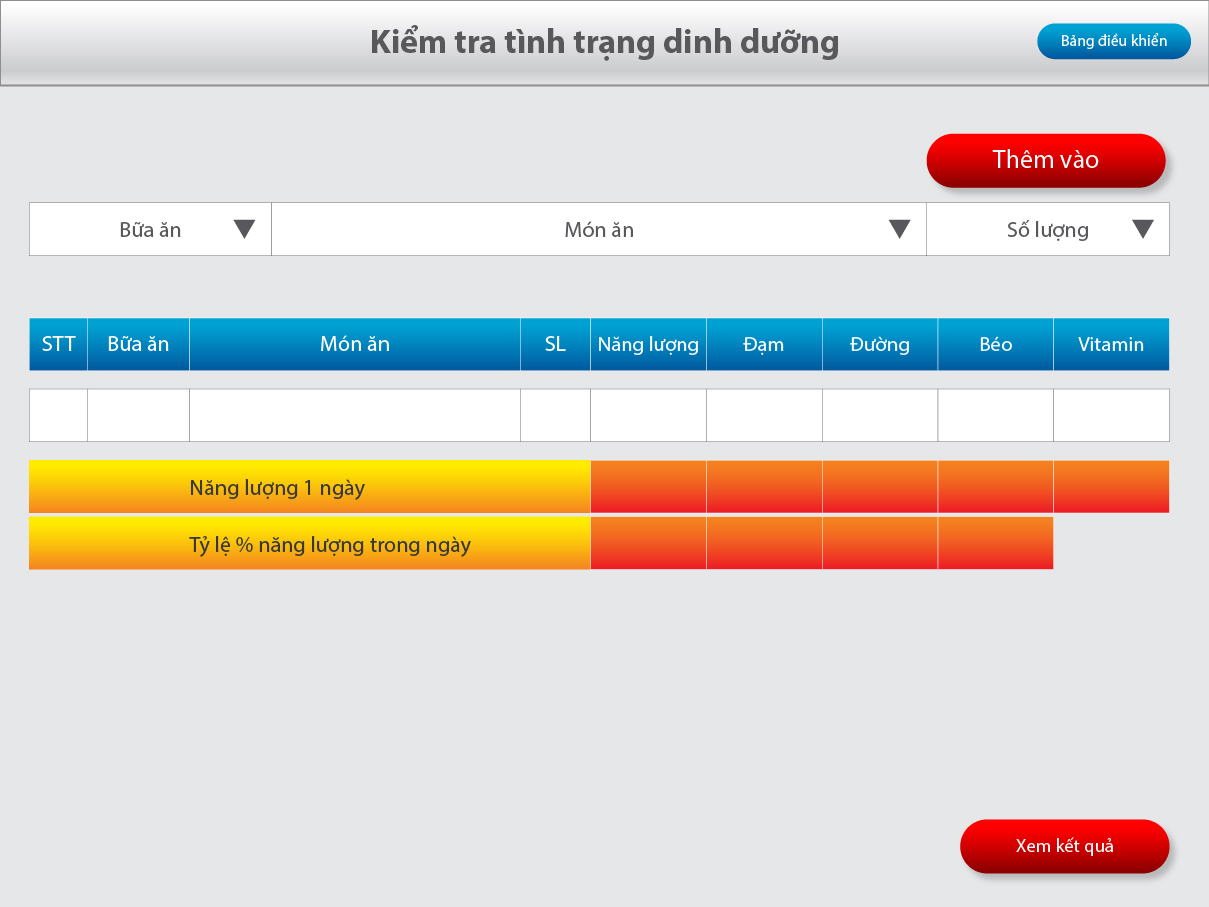 Kiểm tra tình trạng dinh dưỡng
Bảng điều khiển
Thêm vào
Bữa ăn
Món ăn
Số lượng
STT Bữa ăn Món ăn SL Năng lượng Đạm Đường Béo Vitamin
Năng lượng 1 ngày
Tỷ lệ % năng lượng trong ngày
Xem kết quả